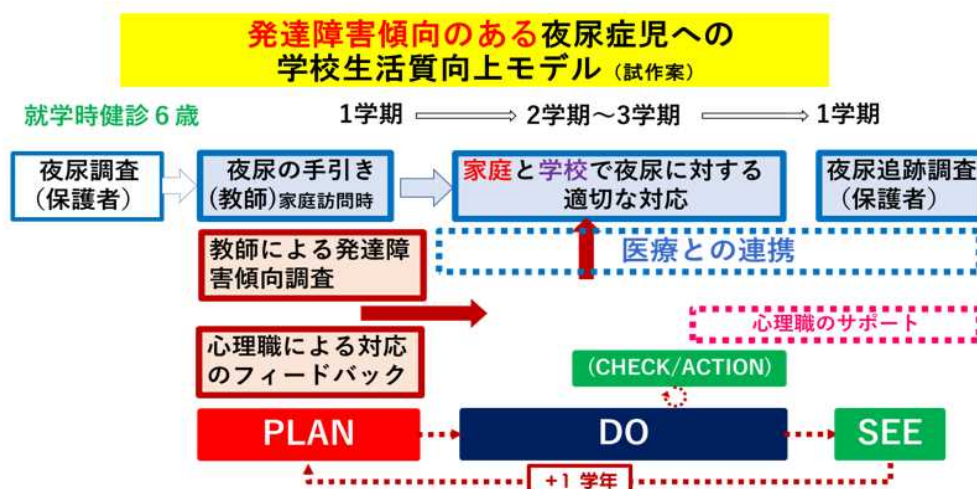 発達障害傾向のある夜尿症児への
学校生活質向上モデル（試作案）
就学時健診６歳
1学期
2学期～3学期
1学期
夜尿調査
(保護者)
夜尿の手引き
(教師)家庭訪問時
家庭と学校で夜尿に対する
適切な対応
夜尿追跡調査
(保護者)
教師による発達障
害傾向調査
医療との連携
心理職のサポート
心理職による対応
のフィードバック
(CHECK/ACTION)
PLAN
DO
SEE
+1 学年